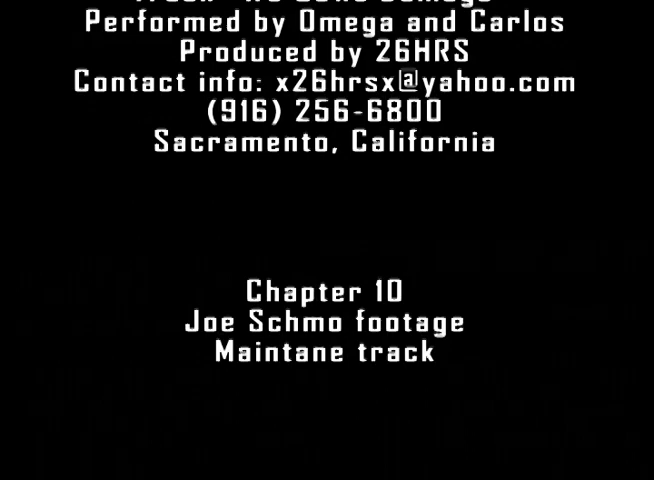 Performed by Omega and Carlos
Produced by 26HRS
Contact info: x26hrsx@yahoo.com
(916) 256-6800
Sacramento, California
Chapter 10
Joe Schmo footage
Maintane track